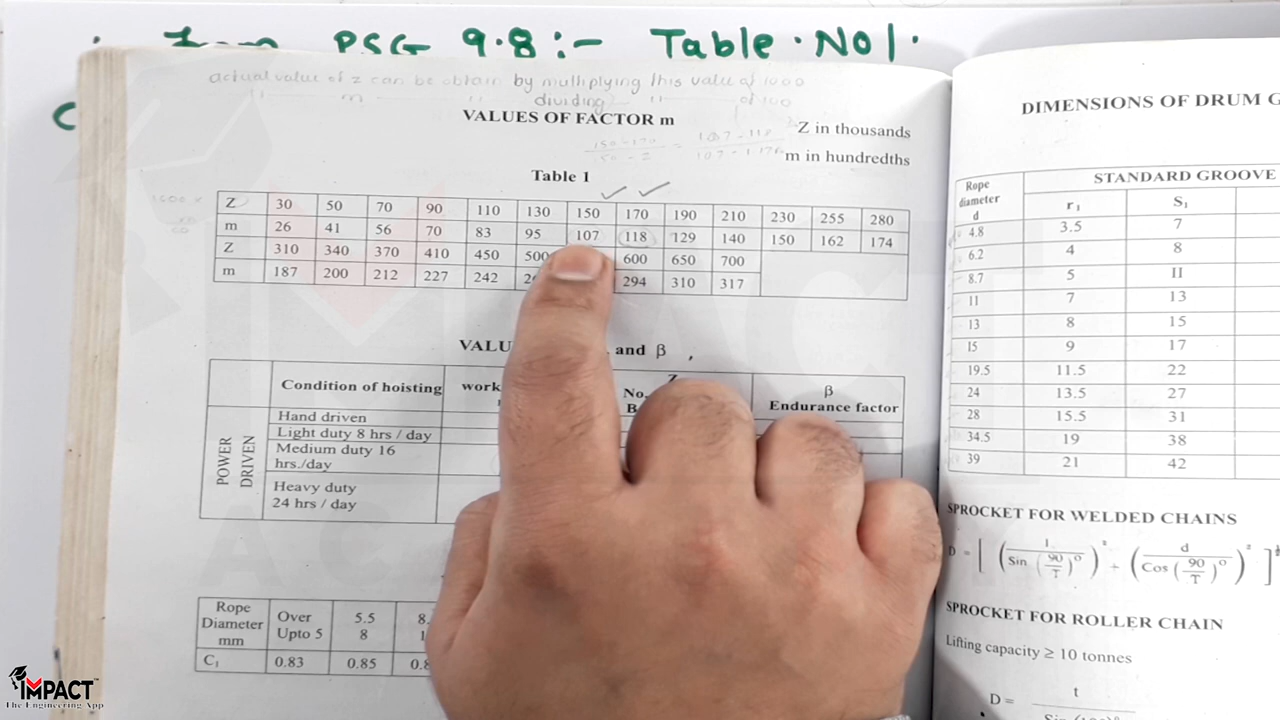 : from PSG 9.8 :- Table . No 1 .
actual value of z can be obtain by multiplying this value of 1000
m dividing of 100
VALUES OF FACTOR m
Z in thousands
m in hundredths
Table 1
Z 30 50 70 90 110 130 150 170 190 210 230 255 280
m 26 41 56 70 83 95 107 118 129 140 150 162 174
Z 310 340 370 410 450 500 600 650 700
m 187 200 212 227 242 294 310 317
and β
Condition of hoisting
β
Endurance factor
POWER DRIVEN
Hand driven
Light duty 8 hrs / day
Medium duty 16
hrs./day
Heavy duty
24 hrs / day
Rope
Diameter
mm
Over
Upto 5
5.5
8
C₁ 0.83 0.85
DIMENSIONS OF DRUM
STANDARD GROOVE
Rope
diameter
d
r₁ S₁
4.8 3.5 7
6.2 4 8
8.7 5 11
11 7 13
13 8 15
15 9 17
19.5 11.5 22
24 13.5 27
28 15.5 31
34.5 19 38
39 21 42
SPROCKET FOR WELDED CHAINS
D = [ ( 1 / Sin (90/T)° )² + ( d / Cos (90/T)° )² ]
SPROCKET FOR ROLLER CHAIN
Lifting capacity ≥ 10 tonnes
D = t
IMPACT
The Engineering App